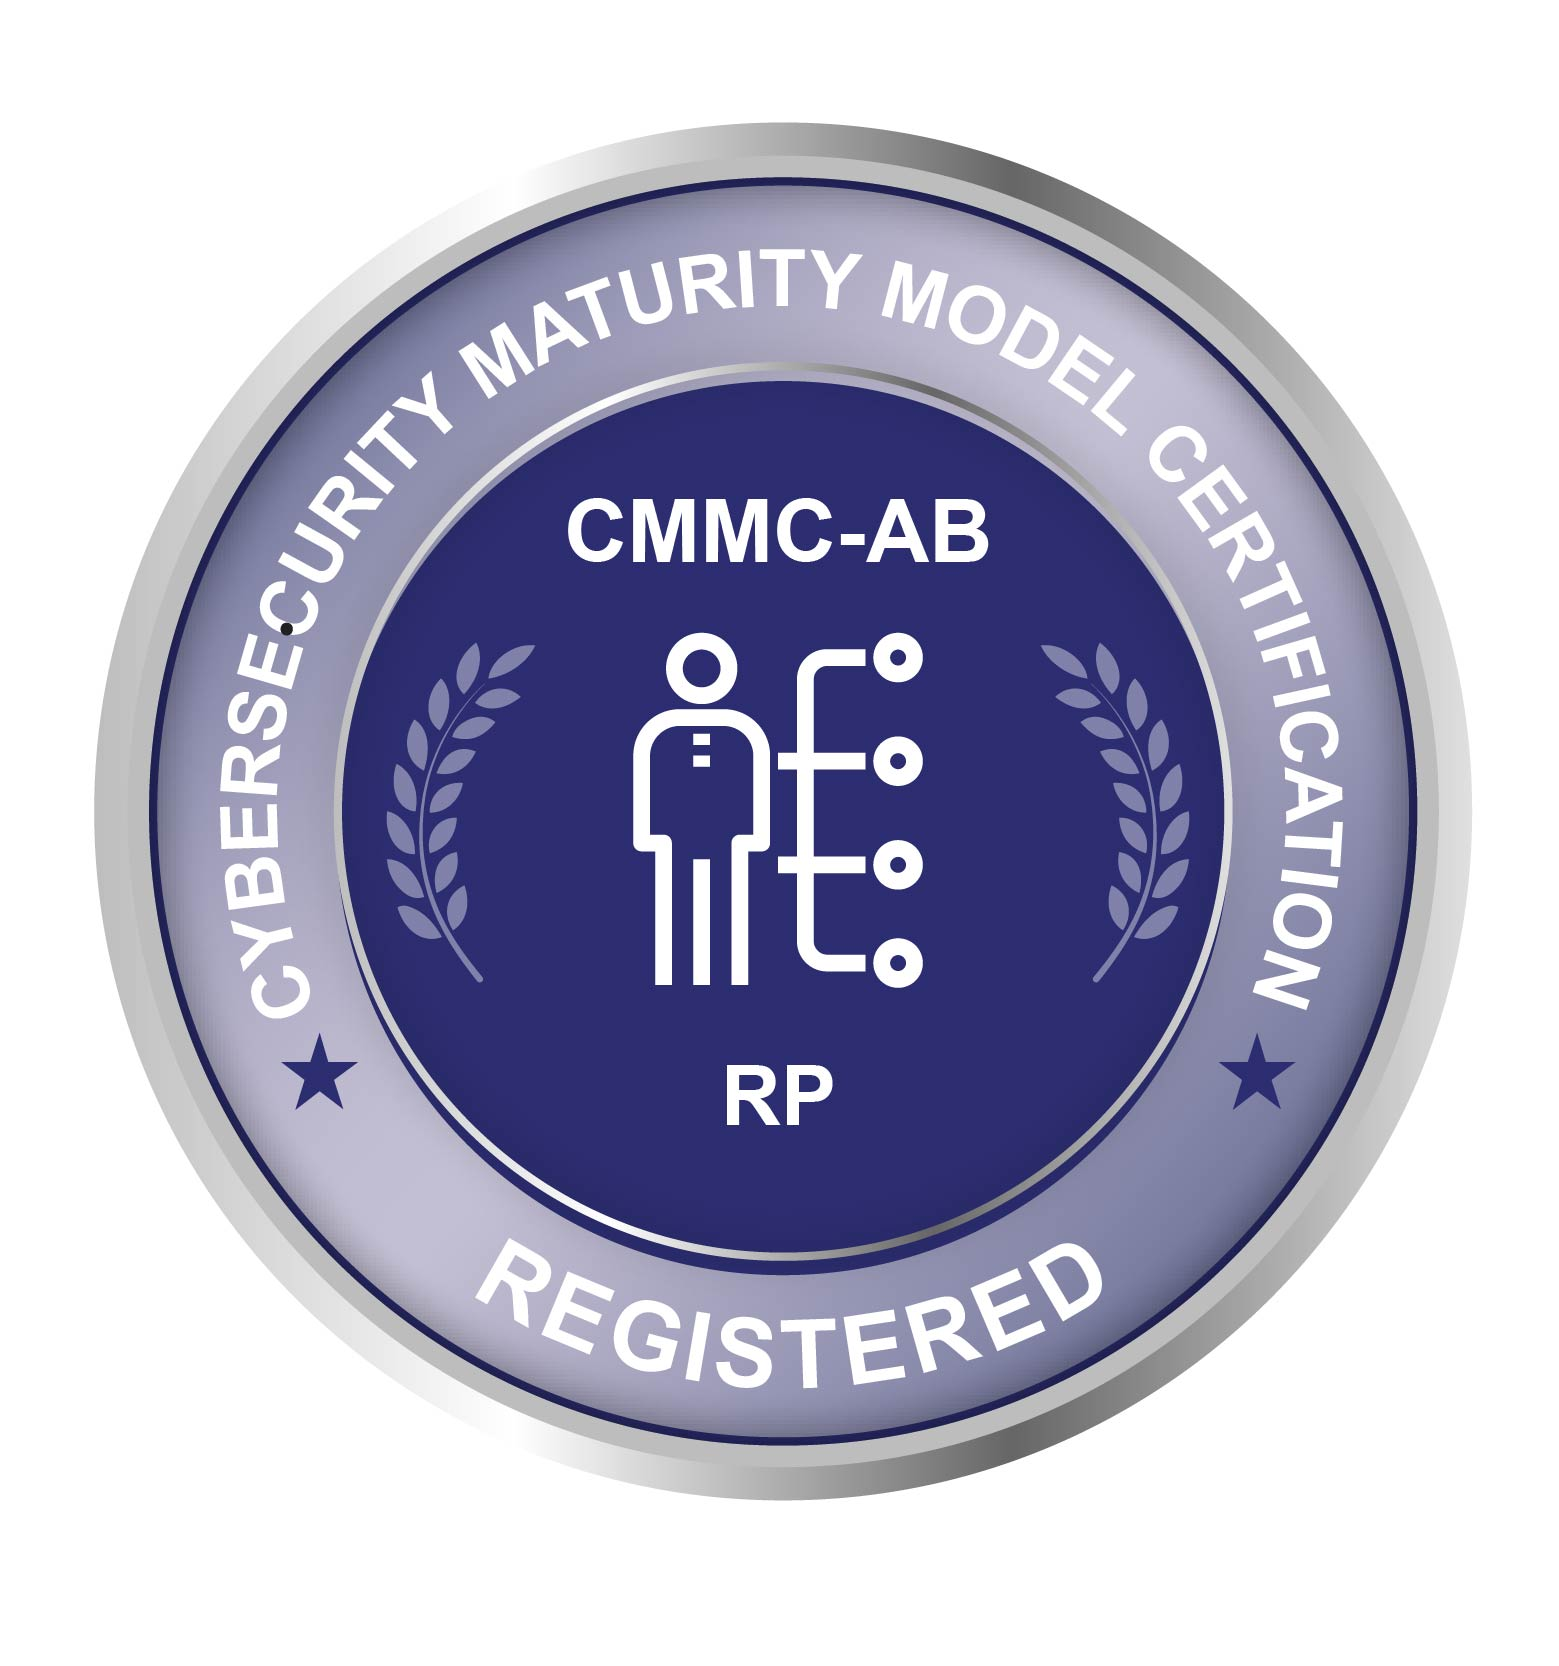 CYBERSECURITY MATURITY MODEL CERTIFICATION
CMMC-AB
RP
REGISTERED